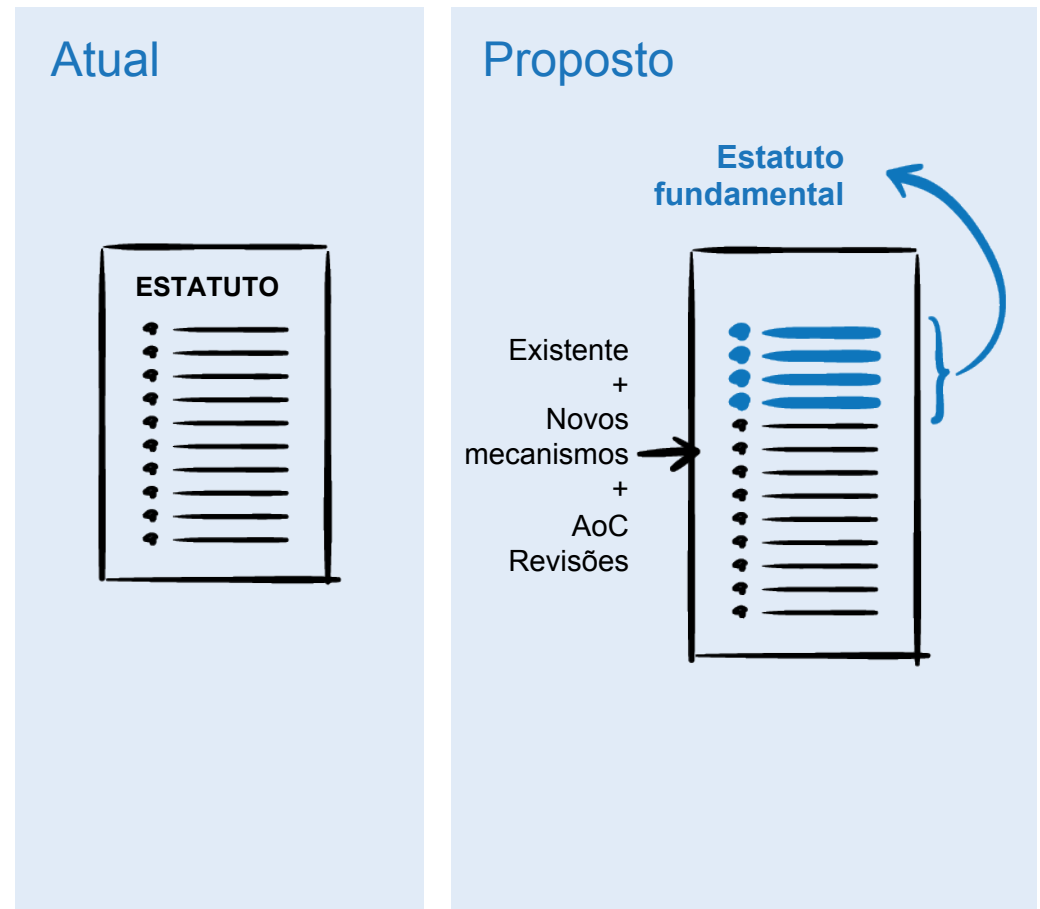 Atual
ESTATUTO
Proposto
Estatuto
fundamental
Existente
+
Novos
mecanismos
+
AoC
Revisões